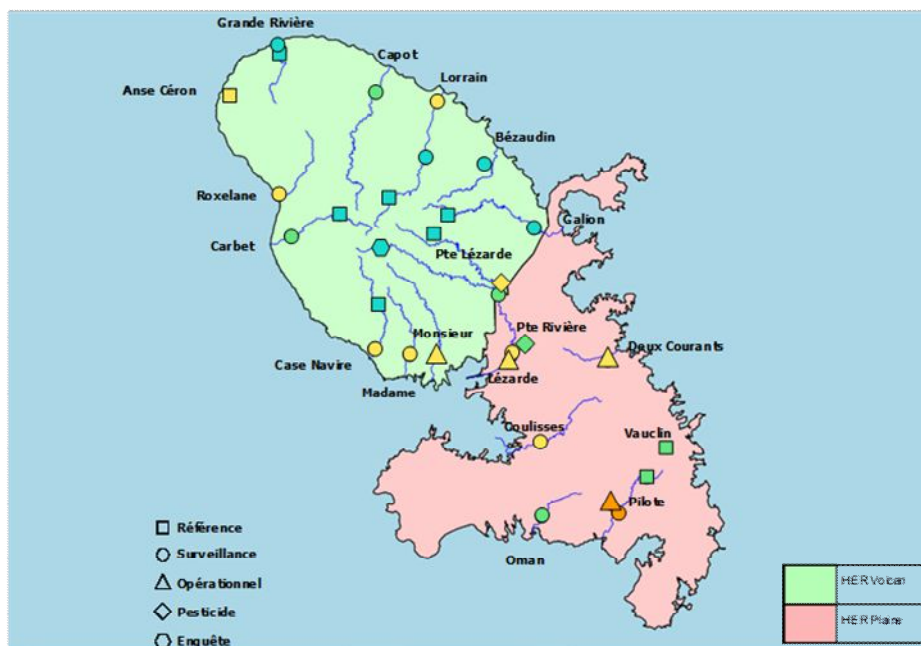 Grande Rivière
Capot
Lorrain
Anse Céron
Bézaudin
Roxelane
Galion
Carbet
Pte Lézarde
Monsieur
Pte Rivière
Deux Courants
Case Navire
Lézarde
Madame
Coulisses
Vauclin
Pilote
Oman
Référence
Surveillance
Opérationnel
Pesticide
Enquête
HER Volcan
HER Plaine